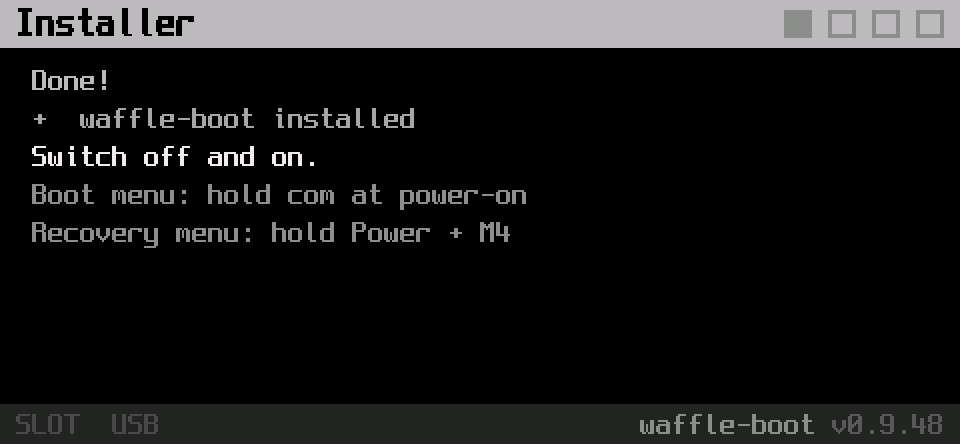 Installer
Done!
+ waffle-boot installed
Switch off and on.
Boot menu: hold com at power-on
Recovery menu: hold Power + M4
SLOT USB waffle-boot v0.9.48